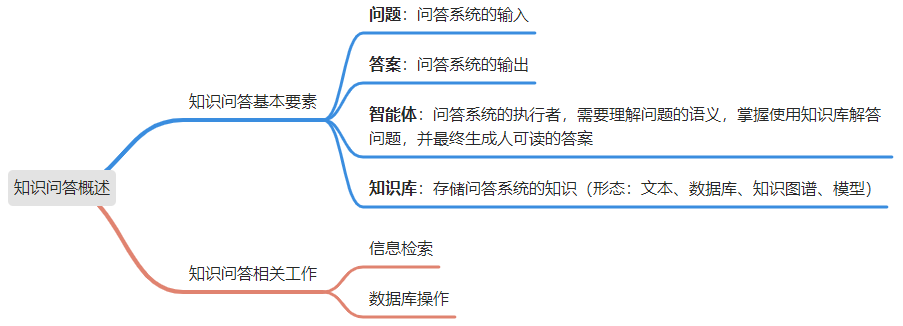 知识问答概述
知识问答基本要素
问题：问答系统的输入
答案：问答系统的输出
智能体：问答系统的执行者，需要理解问题的语义，掌握使用知识库解答
问题，并最终生成人可读的答案
知识库：存储问答系统的知识（形态：文本、数据库、知识图谱、模型）
知识问答相关工作
信息检索
数据库操作